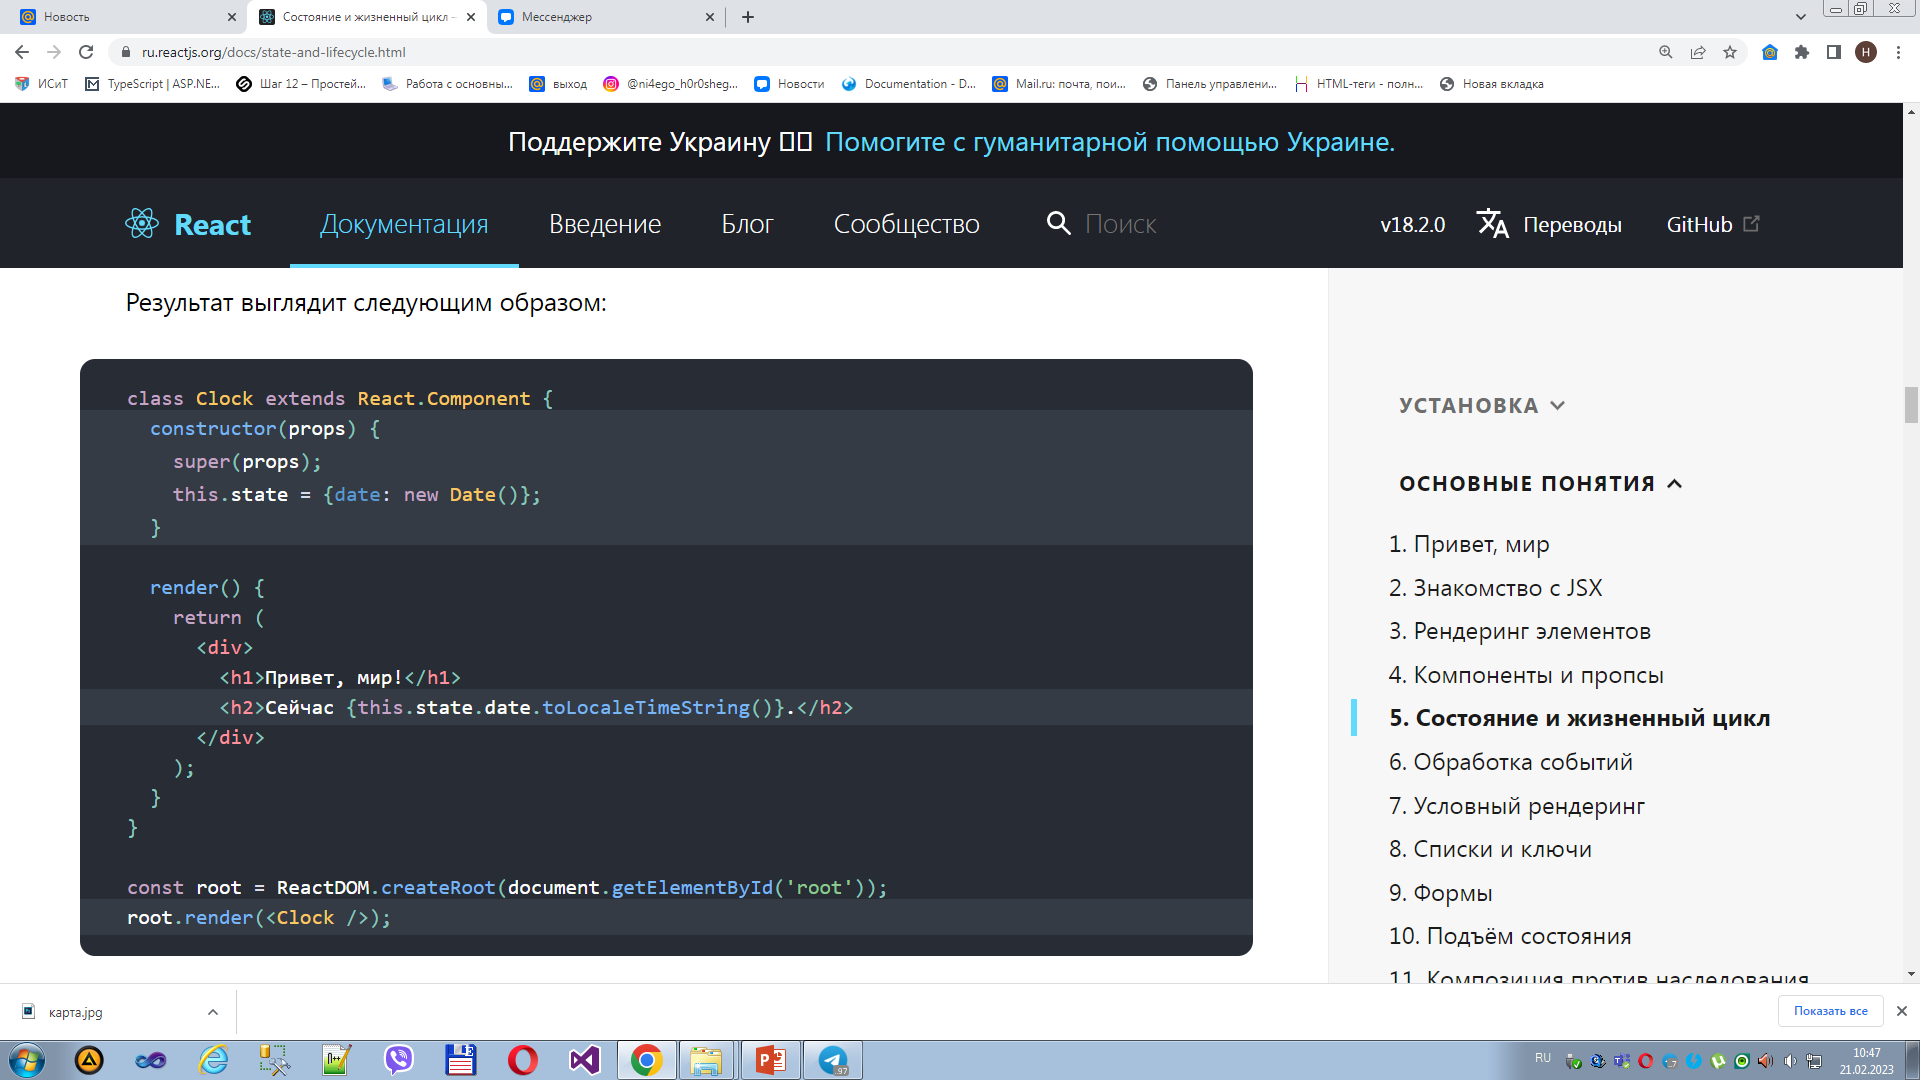 Новость
Состояние и жизненный цикл –
Мессенджер
ru.reactjs.org/docs/state-and-lifecycle.html
H
ИСиТ
TypeScript | ASP.NE...
Шаг 12 – Простей...
Работа с основны...
выход
@ni4ego_h0r0sheg...
Новости
Documentation - D...
Mail.ru: почта, пои...
Панель управлени...
HTML-теги - полн...
Новая вкладка
Поддержите Украину Помогите с гуманитарной помощью Украине.
React
Документация
Введение
Блог
Сообщество
Поиск
v18.2.0
Переводы
GitHub
Результат выглядит следующим образом:
class Clock extends React.Component {
constructor(props) {
super(props);
this.state = {date: new Date()};
}
render() {
return (
<div>
<h1>Привет, мир!</h1>
<h2>Сейчас {this.state.date.toLocaleTimeString()}.</h2>
</div>
);
}
}
const root = ReactDOM.createRoot(document.getElementById('root'));
root.render(<Clock />);
УСТАНОВКА
ОСНОВНЫЕ ПОНЯТИЯ
1. Привет, мир
2. Знакомство с JSX
3. Рендеринг элементов
4. Компоненты и пропсы
5. Состояние и жизненный цикл
6. Обработка событий
7. Условный рендеринг
8. Списки и ключи
9. Формы
10. Подъём состояния
11. Композиция против наследования
карта.jpg
Показать все
RU
10:47
21.02.2023